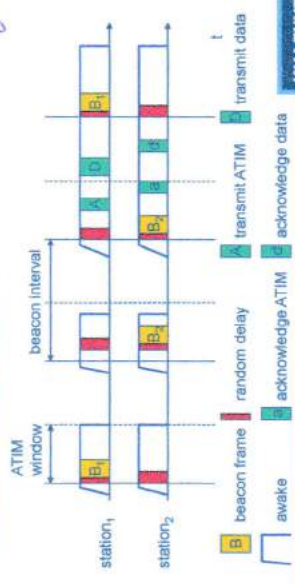 ATIM
window
beacon interval
station1
B1
A
D
B1
station2
B2
B2
a
d
t
B beacon frame
random delay
A transmit ATIM
D transmit data
awake
a acknowledge ATIM
d acknowledge data